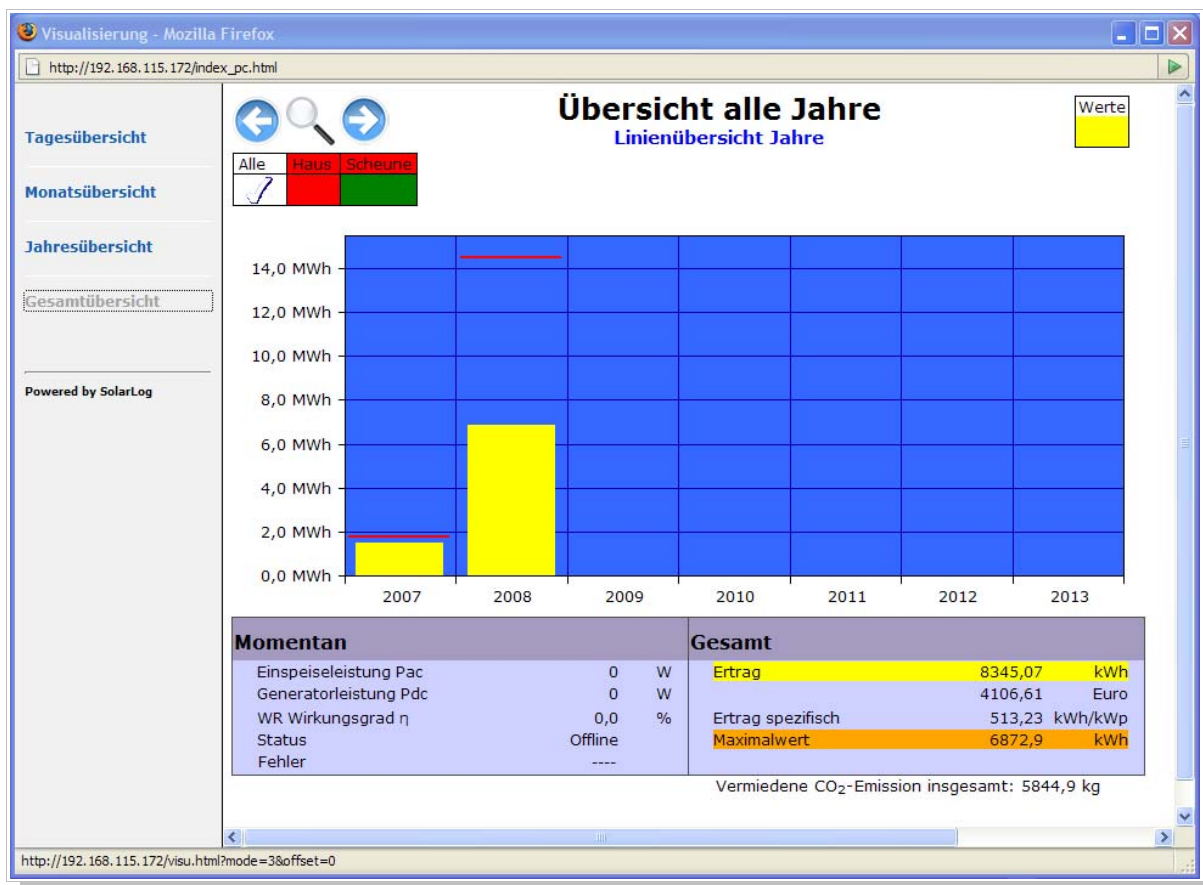 Visualisierung - Mozilla Firefox
http://192.168.115.172/index_pc.html
Tagesübersicht
Monatsübersicht
Jahresübersicht
Gesamtübersicht
Powered by SolarLog
Übersicht alle Jahre
Linienübersicht Jahre
Werte
Alle Haus Scheune
14,0 MWh
12,0 MWh
10,0 MWh
8,0 MWh
6,0 MWh
4,0 MWh
2,0 MWh
0,0 MWh
2007 2008 2009 2010 2011 2012 2013
Momentan
Einspeiseleistung Pac 0 W
Generatorleistung Pdc 0 W
WR Wirkungsgrad η 0,0 %
Status Offline
Fehler ----
Gesamt
Ertrag 8345,07 kWh
4106,61 Euro
Ertrag spezifisch 513,23 kWh/kWp
Maximalwert 6872,9 kWh
Vermiedene CO₂-Emission insgesamt: 5844,9 kg
http://192.168.115.172/visu.html?mode=3&offset=0